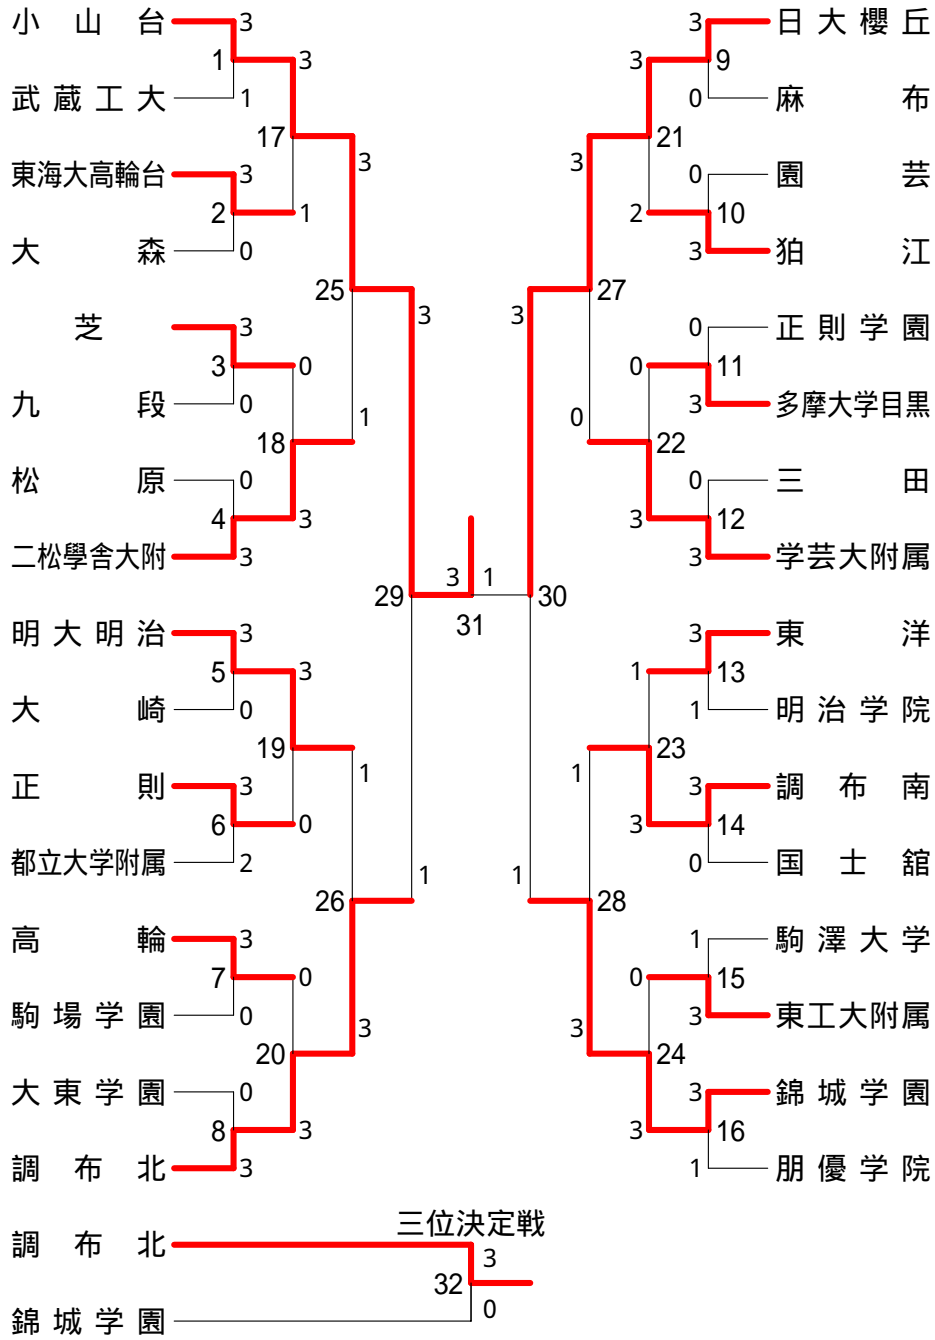 小山台 3 3 日大櫻丘
1 3 3 9
武蔵工大 1 0 麻布
17 21
東海大高輪台 3 3 3 0 園芸
2 1 2 10
大森 0 3 狛江
25 27
芝 3 3 3 0 正則学園
3 0 0 11
九段 0 1 0 3 多摩大学目黒
18 22
松原 0 0 三田
4 3 3 12
二松學舎大附 3 3 学芸大附属
29 3 1 30
31
明大明治 3 3 東洋
5 3 1 13
大崎 0 1 明治学院
19 23
正則 3 1 1 3 調布南
6 0 3 14
都立大学附属 2 0 国士舘
26 1 1 28
高輪 3 1 駒澤大学
7 0 0 15
駒場学園 0 3 3 3 東工大附属
20 24
大東学園 0 3 錦城学園
8 3 3 16
調布北 3 1 朋優学院
三位決定戦
調布北 3
32
錦城学園 0